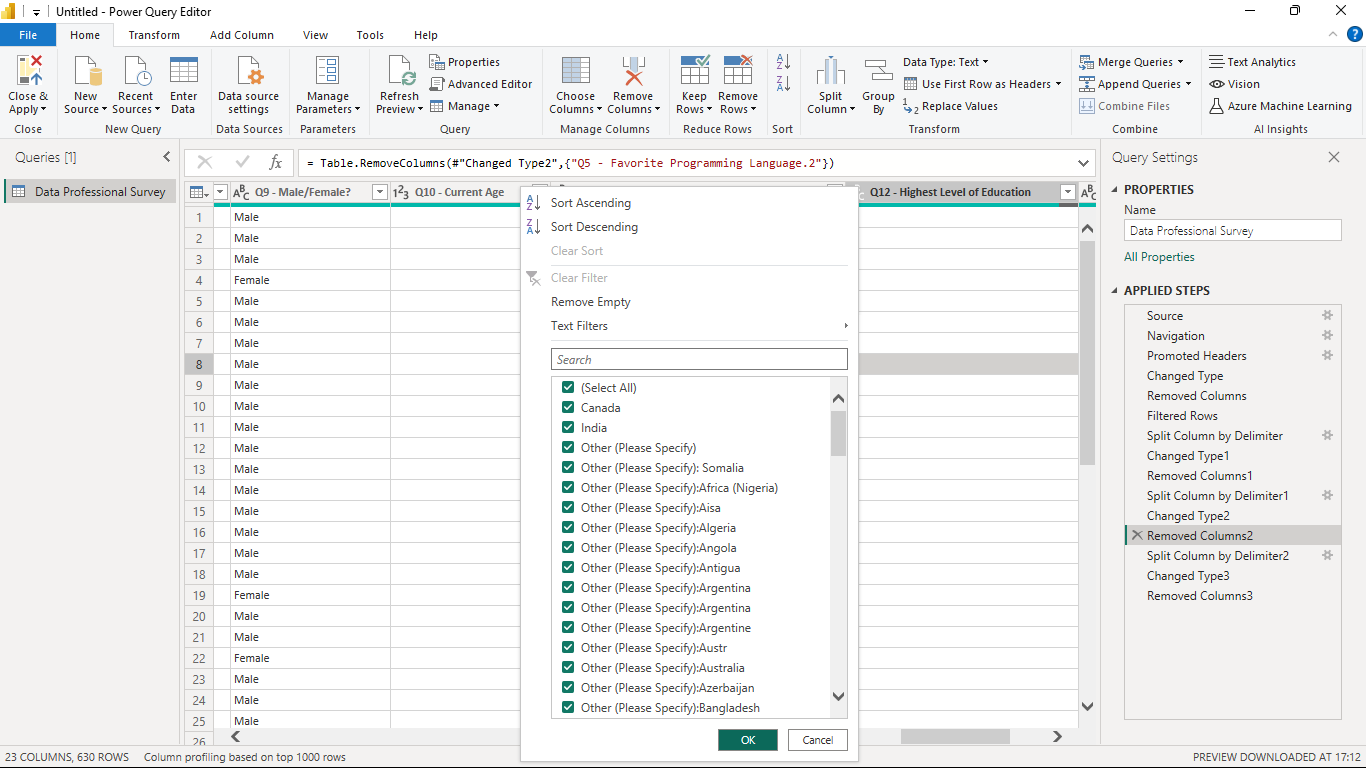 Untitled - Power Query Editor
File Home Transform Add Column View Tools Help
Close & Apply
Close
New Source
Recent Sources
Enter Data
New Query
Data source settings
Data Sources
Manage Parameters
Parameters
Refresh Preview
Properties
Advanced Editor
Manage
Query
Choose Columns
Remove Columns
Manage Columns
Keep Rows
Remove Rows
Reduce Rows
Sort
Split Column
Group By
Data Type: Text
Use First Row as Headers
Replace Values
Transform
Merge Queries
Append Queries
Combine Files
Combine
Text Analytics
Vision
Azure Machine Learning
AI Insights
Queries [1]
Data Professional Survey
fx = Table.RemoveColumns(#"Changed Type2",{"Q5 - Favorite Programming Language.2"})
ABC Q9 - Male/Female? 123 Q10 - Current Age Q12 - Highest Level of Education ABC
1 Male
2 Male
3 Male
4 Female
5 Male
6 Male
7 Male
8 Male
9 Male
10 Male
11 Male
12 Male
13 Male
14 Male
15 Male
16 Male
17 Male
18 Male
19 Female
20 Male
21 Male
22 Female
23 Male
24 Male
25 Male
26
Sort Ascending
Sort Descending
Clear Sort
Clear Filter
Remove Empty
Text Filters
Search
(Select All)
Canada
India
Other (Please Specify)
Other (Please Specify): Somalia
Other (Please Specify):Africa (Nigeria)
Other (Please Specify):Aisa
Other (Please Specify):Algeria
Other (Please Specify):Angola
Other (Please Specify):Antigua
Other (Please Specify):Argentina
Other (Please Specify):Argentina
Other (Please Specify):Argentine
Other (Please Specify):Austr
Other (Please Specify):Australia
Other (Please Specify):Azerbaijan
Other (Please Specify):Bangladesh
OK Cancel
Query Settings
PROPERTIES
Name
Data Professional Survey
All Properties
APPLIED STEPS
Source
Navigation
Promoted Headers
Changed Type
Removed Columns
Filtered Rows
Split Column by Delimiter
Changed Type1
Removed Columns1
Split Column by Delimiter1
Changed Type2
Removed Columns2
Split Column by Delimiter2
Changed Type3
Removed Columns3
23 COLUMNS, 630 ROWS Column profiling based on top 1000 rows PREVIEW DOWNLOADED AT 17:12